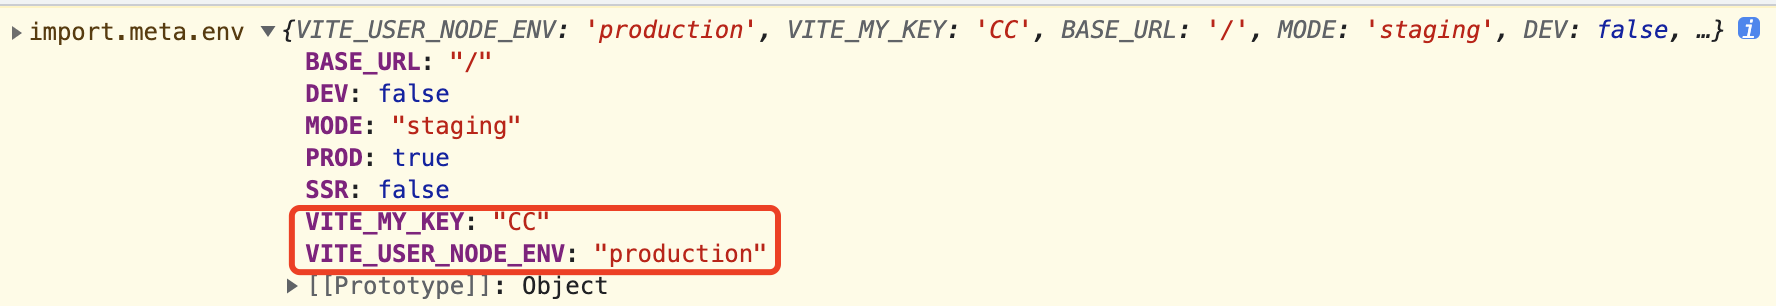 import.meta.env {VITE_USER_NODE_ENV: 'production', VITE_MY_KEY: 'CC', BASE_URL: '/', MODE: 'staging', DEV: false, …} i
BASE_URL: "/"
DEV: false
MODE: "staging"
PROD: true
SSR: false
VITE_MY_KEY: "CC"
VITE_USER_NODE_ENV: "production"
[[Prototype]]: Object